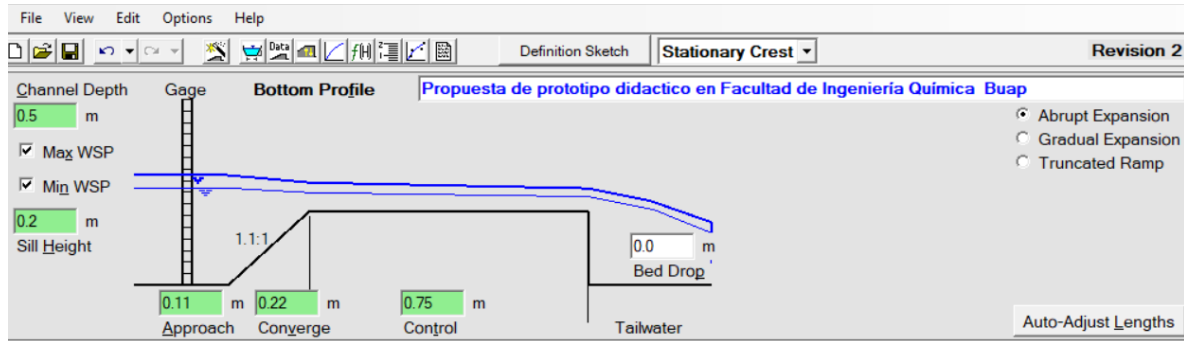 File View Edit Options Help
Data f(H) Definition Sketch Stationary Crest Revision 2
Channel Depth Gage Bottom Profile Propuesta de prototipo didactico en Facultad de Ingeniería Química Buap
0.5 m Abrupt Expansion
Max WSP Gradual Expansion
Truncated Ramp
Min WSP
0.2 m
Sill Height 1.1:1 0.0 m
Bed Drop
0.11 m 0.22 m 0.75 m
Approach Converge Control Tailwater Auto-Adjust Lengths